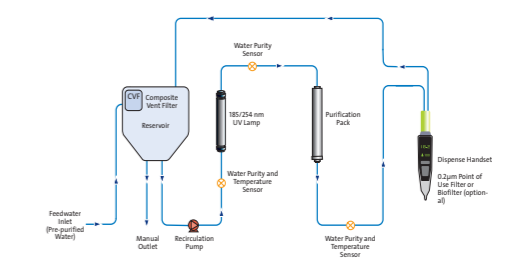 Water Purity
Sensor
CVF
Composite
Vent Filter
Reservoir
185/254 nm
UV Lamp
Purification
Pack
Dispense Handset
0.2μm Point of
Use Filter or
Biofilter (option-
al)
Water Purity and
Temperature
Sensor
Feedwater
Inlet
(Pre-purified
Water)
Manual
Outlet
Recirculation
Pump
Water Purity and
Temperature
Sensor